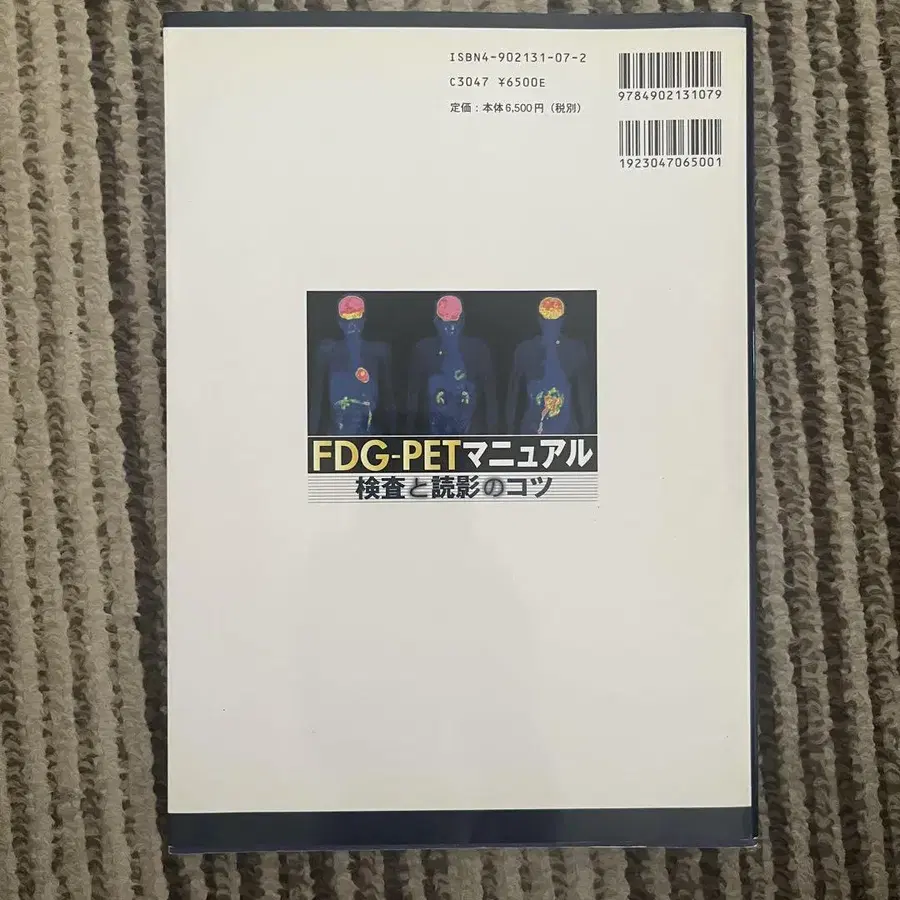 ISBN4-902131-07-2
C3047 ¥6500E
定価：本体6,500円（税別）
9784902131079
1923047065001
FDG-PETマニュアル
検査と読影のコツ